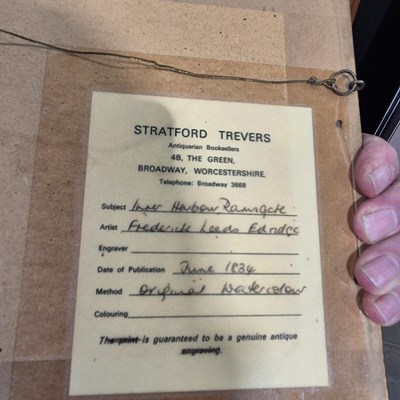 STRATFORD TREVERS
Antiquarian Booksellers
4B, THE GREEN,
BROADWAY, WORCESTERSHIRE.
Telephone: Broadway 3668
Subject Inner Harbour Ramsgate
Artist Frederick Leeds Edridge
Engraver
Date of Publication June 1834
Method Original Watercolour
Colouring
The print is guaranteed to be a genuine antique
engraving.